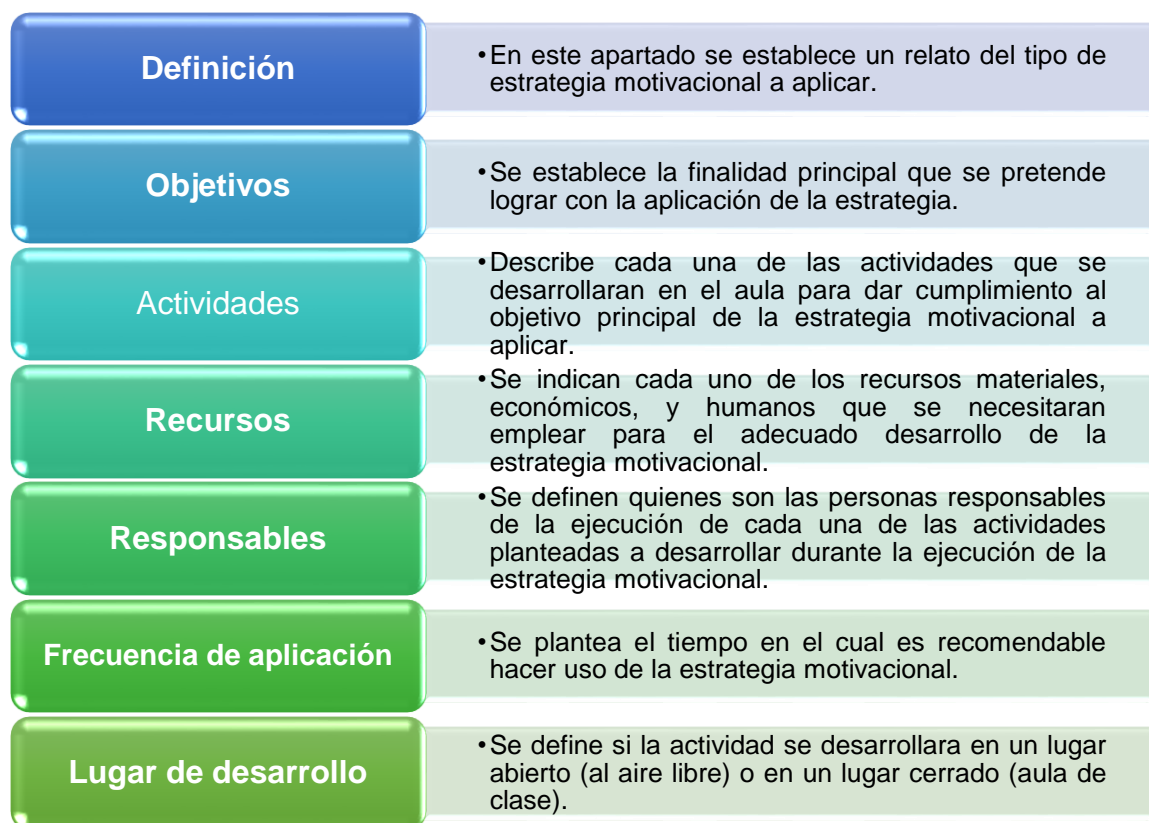 Definición
•En este apartado se establece un relato del tipo de
estrategia motivacional a aplicar.
Objetivos
•Se establece la finalidad principal que se pretende
lograr con la aplicación de la estrategia.
Actividades
•Describe cada una de las actividades que se
desarrollaran en el aula para dar cumplimiento al
objetivo principal de la estrategia motivacional a
aplicar.
Recursos
•Se indican cada uno de los recursos materiales,
económicos, y humanos que se necesitaran
emplear para el adecuado desarrollo de la
estrategia motivacional.
Responsables
•Se definen quienes son las personas responsables
de la ejecución de cada una de las actividades
planteadas a desarrollar durante la ejecución de la
estrategia motivacional.
Frecuencia de aplicación
•Se plantea el tiempo en el cual es recomendable
hacer uso de la estrategia motivacional.
Lugar de desarrollo
•Se define si la actividad se desarrollara en un lugar
abierto (al aire libre) o en un lugar cerrado (aula de
clase).